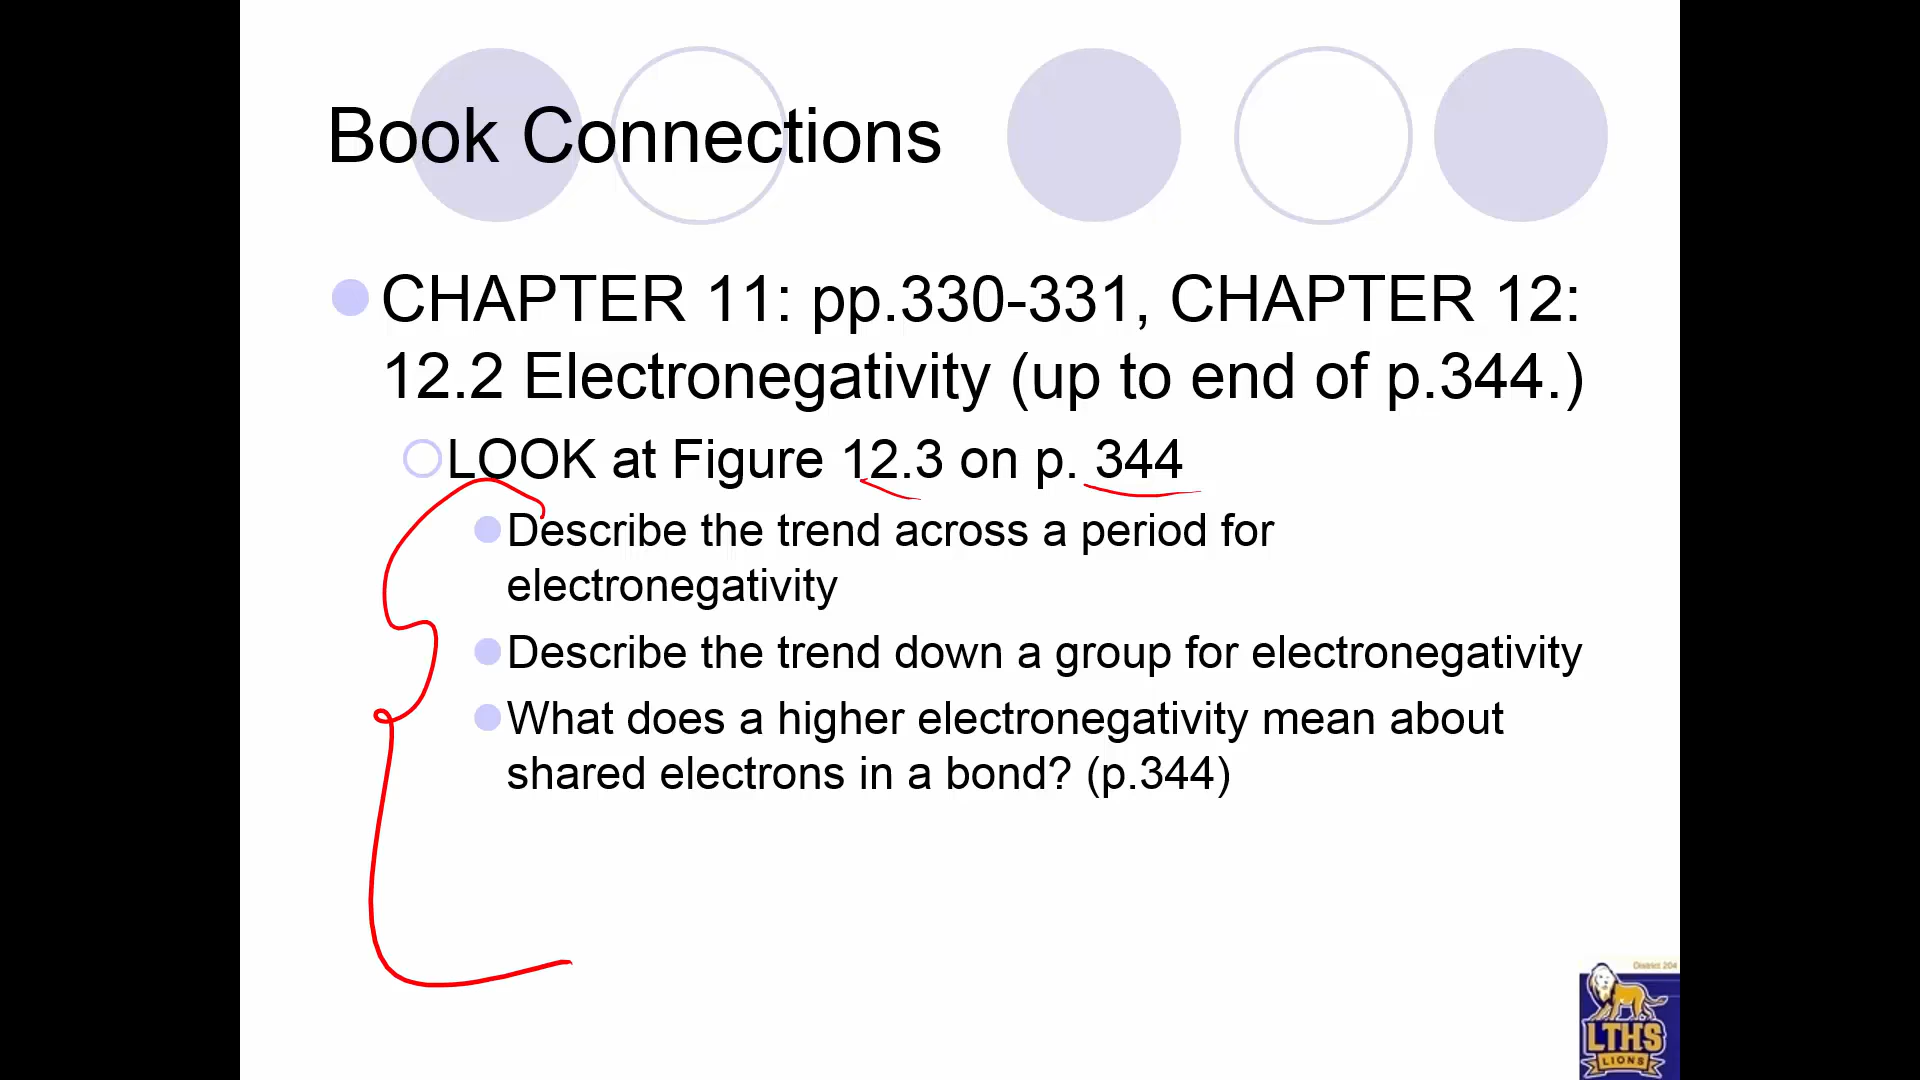 Book Connections
CHAPTER 11: pp.330-331, CHAPTER 12:
12.2 Electronegativity (up to end of p.344.)
LOOK at Figure 12.3 on p. 344
Describe the trend across a period for
electronegativity
Describe the trend down a group for electronegativity
What does a higher electronegativity mean about
shared electrons in a bond? (p.344)
District 204
LTHS
LIONS